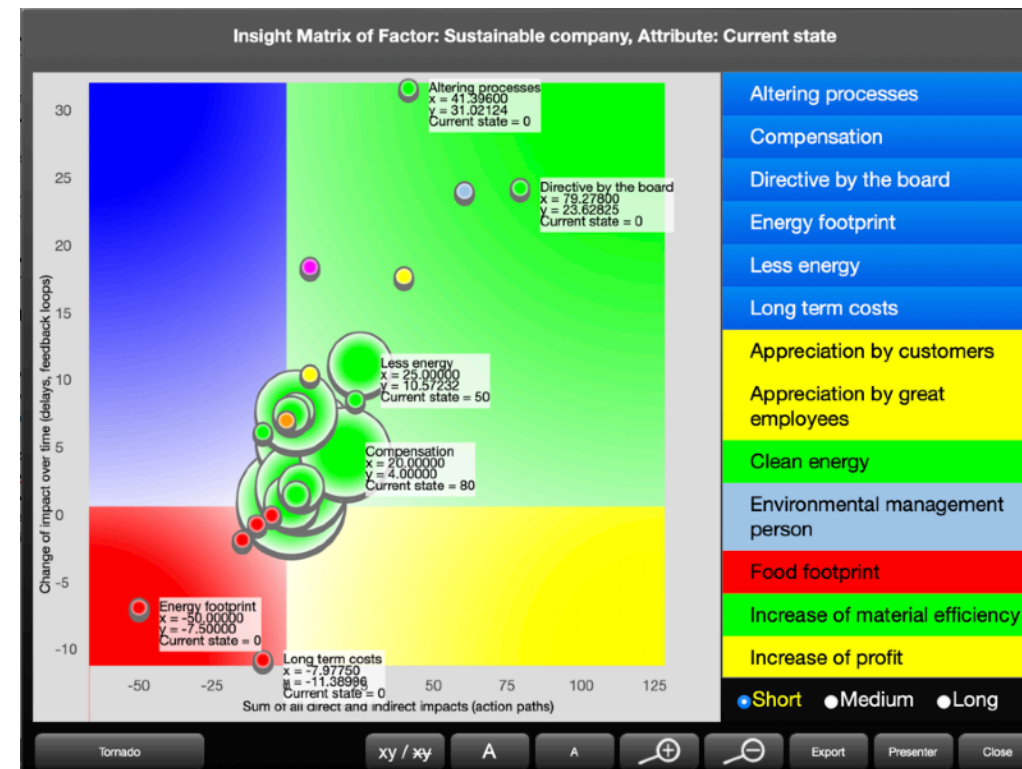 Insight Matrix of Factor: Sustainable company, Attribute: Current state
Change of impact over time (delays, feedback loops)
30
25
20
15
10
5
0
-5
-10
Altering processes
x = 41.39600
y = 31.02124
Current state = 0
Directive by the board
x = 79.27800
y = 23.62825
Current state = 0
Less energy
x = 25.00000
y = 10.57232
Current state = 50
Compensation
x = 20.00000
y = 4.00000
Current state = 80
Energy footprint
x = -50.00000
y = -7.50000
Current state = 0
Long term costs
x = -7.97750
y = -11.38996
Current state = 0
-50
-25
50
75
100
125
Sum of all direct and indirect impacts (action paths)
Altering processes
Compensation
Directive by the board
Energy footprint
Less energy
Long term costs
Appreciation by customers
Appreciation by great
employees
Clean energy
Environmental management
person
Food footprint
Increase of material efficiency
Increase of profit
Short Medium Long
Tornado
xy / xy
A
A
Export
Presenter
Close